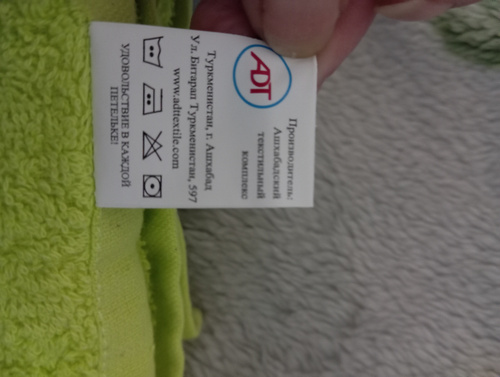 ADT
Производитель:
Ашхабадский
текстильный
комплекс
Туркменистан, г. Ашхабад
Ул. Битарап Туркменистан, 597
www.adttextile.com
УДОВОЛЬСТВИЕ В КАЖДОЙ
ПЕТЕЛЬКЕ!